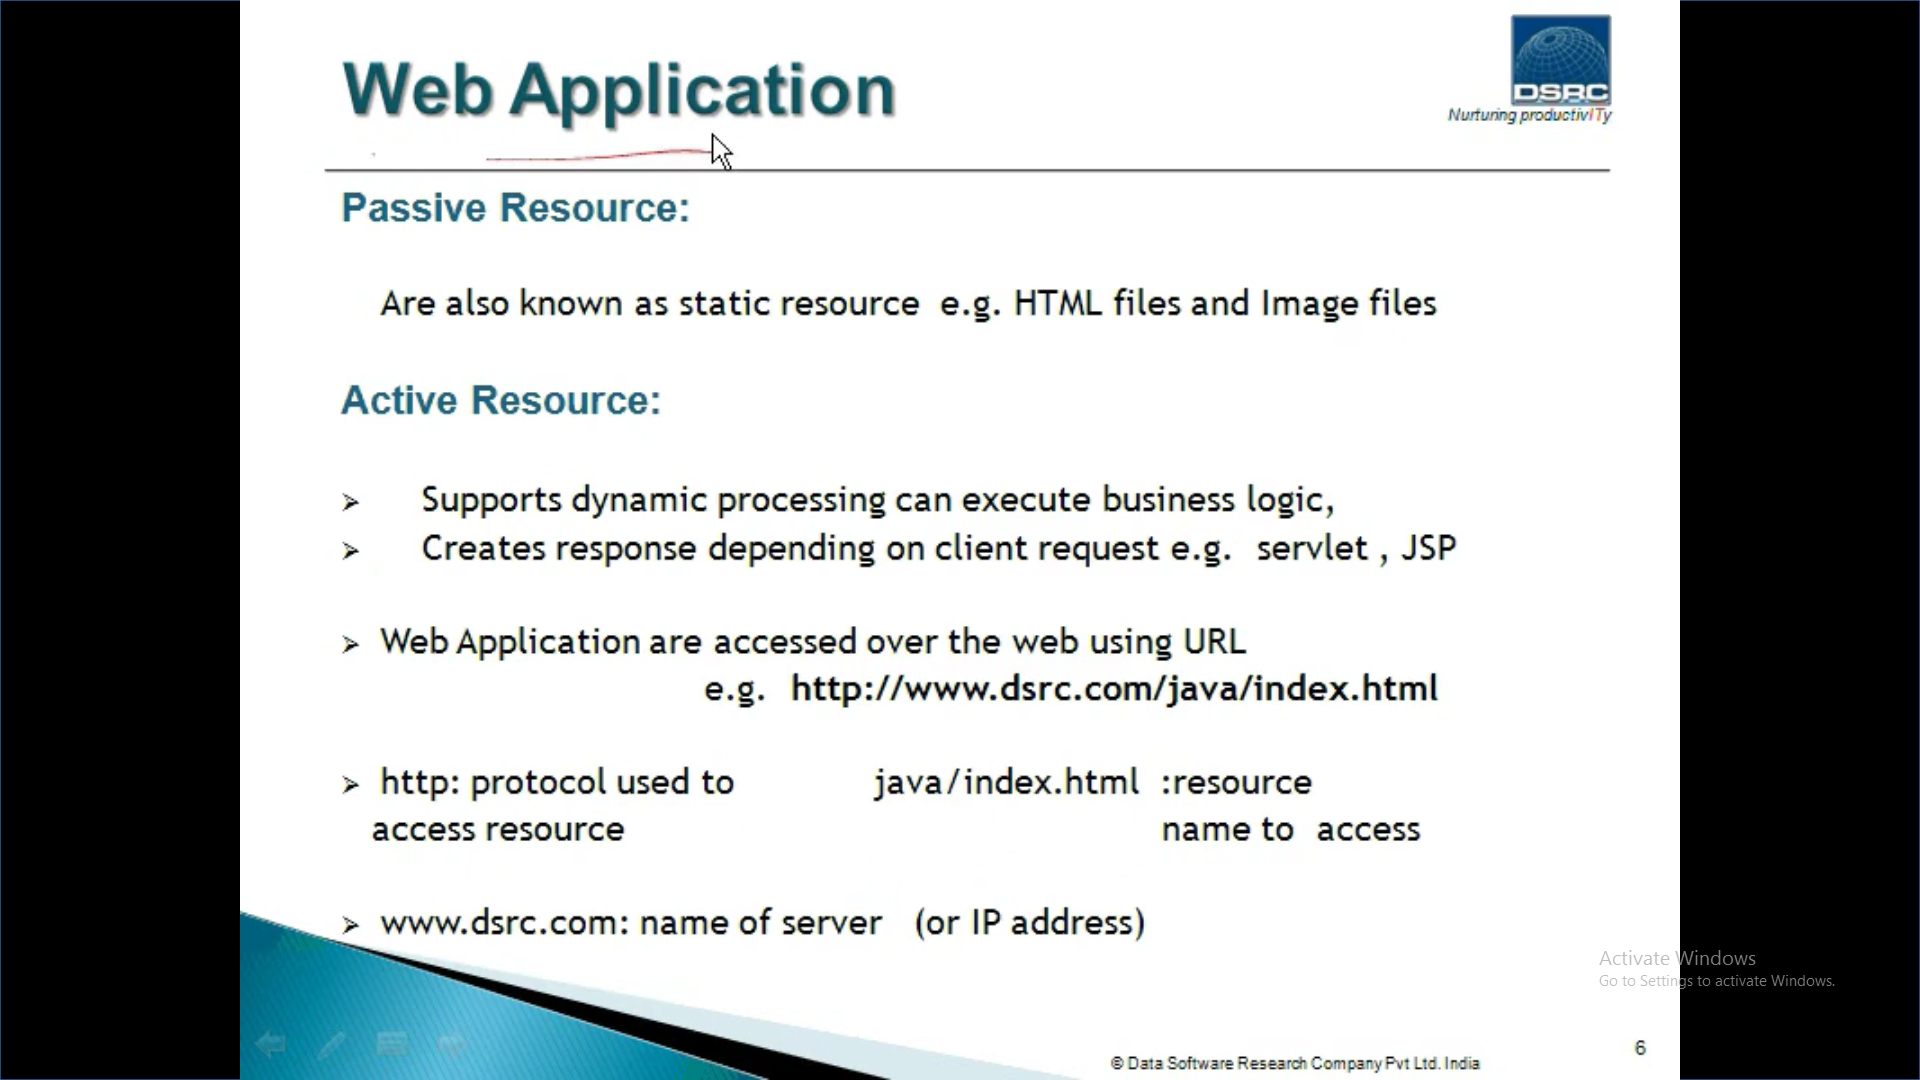 Web Application
DSRC
Nurturing productivITy
Passive Resource:
Are also known as static resource e.g. HTML files and Image files
Active Resource:
➢ Supports dynamic processing can execute business logic,
➢ Creates response depending on client request e.g. servlet , JSP
➢ Web Application are accessed over the web using URL
e.g. http://www.dsrc.com/java/index.html
➢ http: protocol used to java/index.html :resource
access resource name to access
➢ www.dsrc.com: name of server (or IP address)
Activate Windows
Go to Settings to activate Windows.
6
© Data Software Research Company Pvt Ltd. India